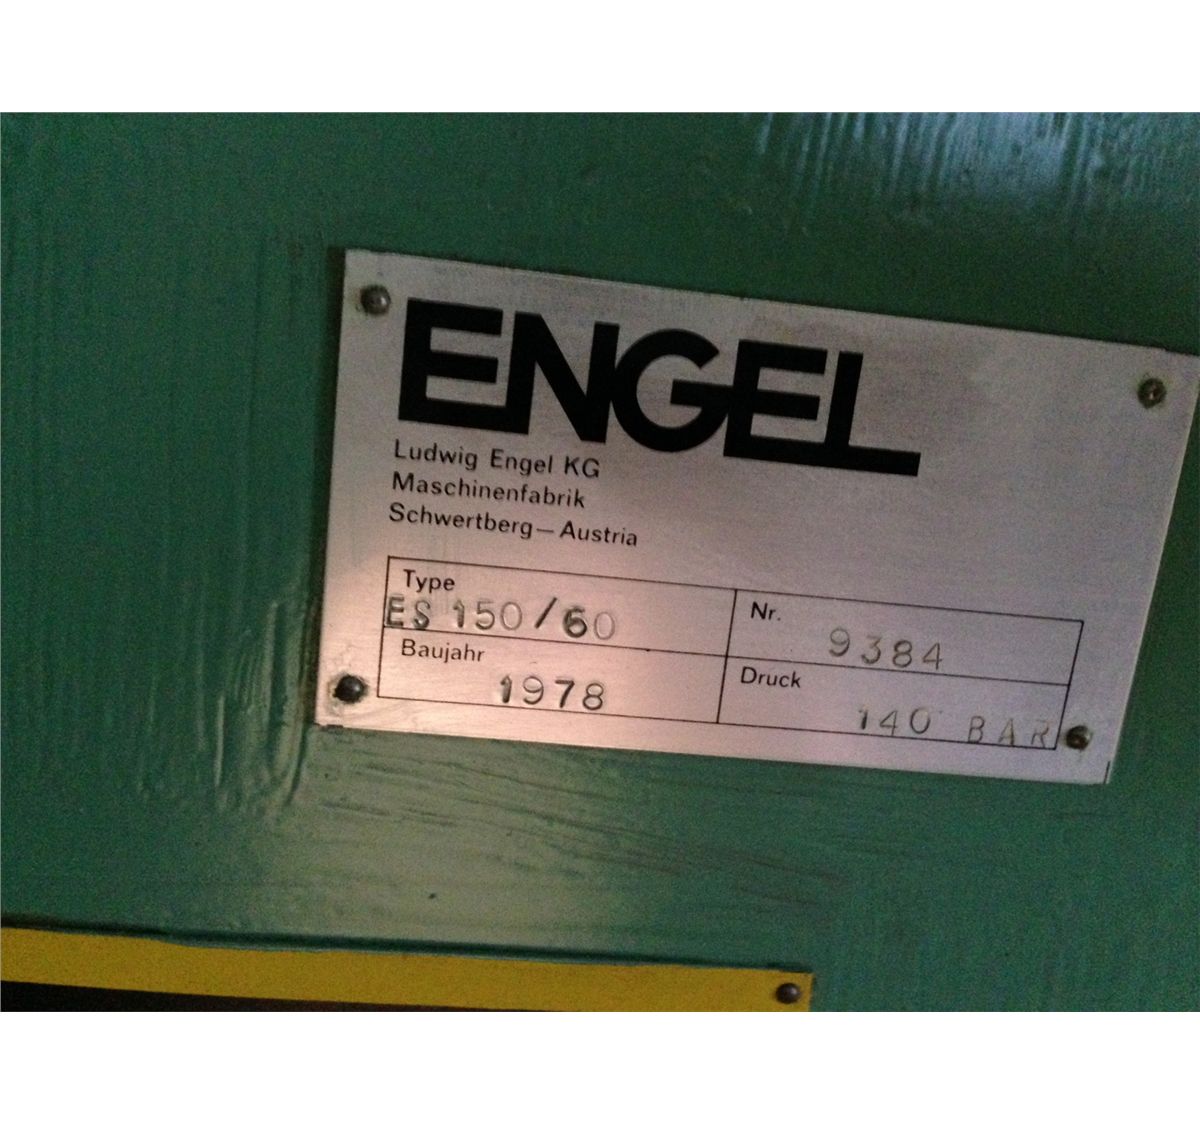 ENGEL
Ludwig Engel KG
Maschinenfabrik
Schwertberg—Austria
Type
ES 150/60
Nr.
9384
Baujahr
1978
Druck
140 BAR